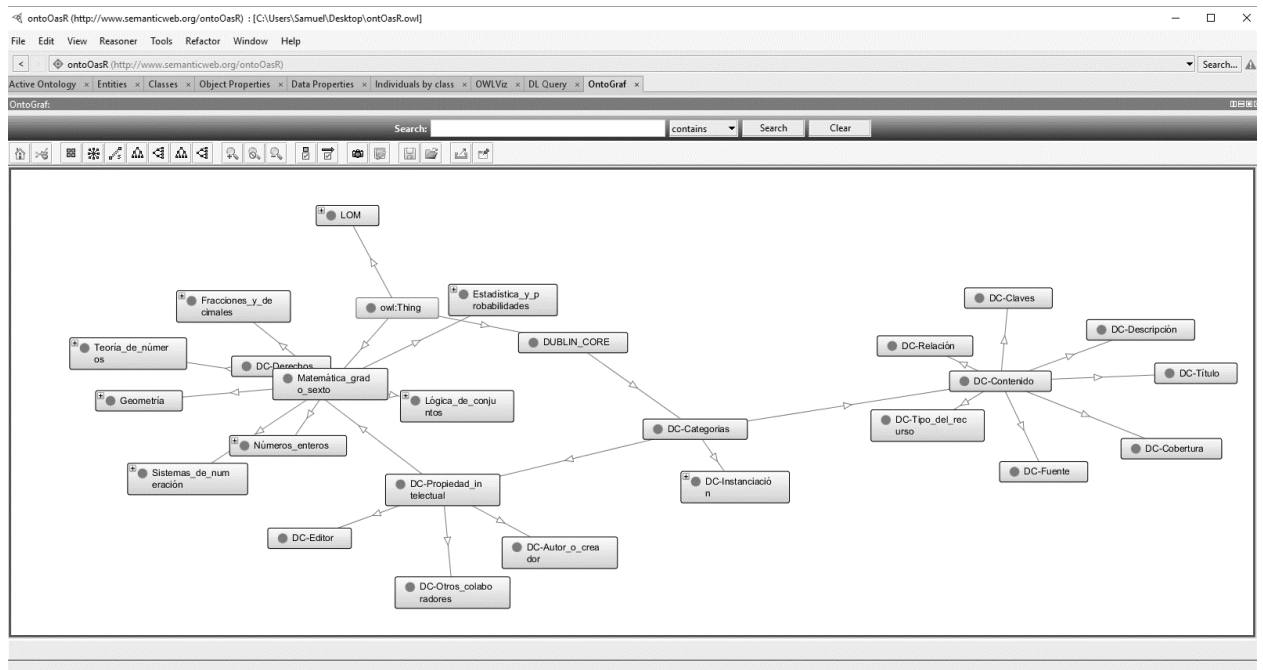 ontoOasR (http://www.semanticweb.org/ontoOasR) : [C:\Users\Samuel\Desktop\ontOasR.owl]
File Edit View Reasoner Tools Refactor Window Help
< ontoOasR (http://www.semanticweb.org/ontoOasR) Search...
Active Ontology × Entities × Classes × Object Properties × Data Properties × Individuals by class × OWLViz × DL Query × OntoGraf ×
OntoGraf:
Search: contains Search Clear
LOM
Fracciones_y_de
cimales
owl:Thing
Estadística_y_p
robabilidades
DC-Claves
Teoría_de_númer
os
DUBLIN_CORE
DC-Relación
DC-Descripción
DC-Derechos
Matemática_grad
o_sexto
DC-Contenido
DC-Título
Geometría
Lógica_de_conju
ntos
DC-Categorias
DC-Tipo_del_rec
urso
Números_enteros
DC-Cobertura
Sistemas_de_num
eración
DC-Propiedad_in
telectual
DC-Instanciació
n
DC-Fuente
DC-Editor
DC-Autor_o_crea
dor
DC-Otros_colabo
radores